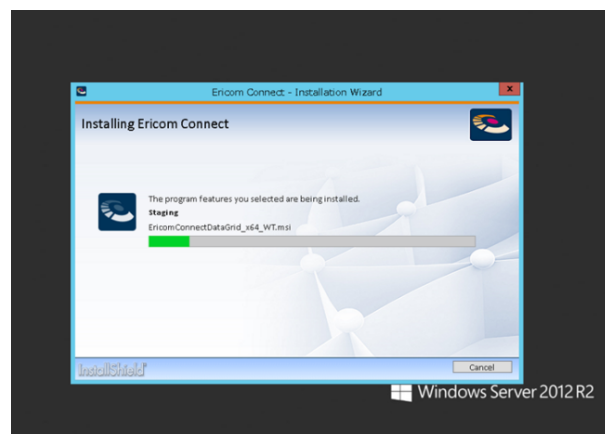 Ericom Connect - Installation Wizard
x
Installing Ericom Connect
The program features you selected are being installed.
Staging
EricomConnectDataGrid_x64_WT.msi
InstallShield
Cancel
Windows Server 2012 R2